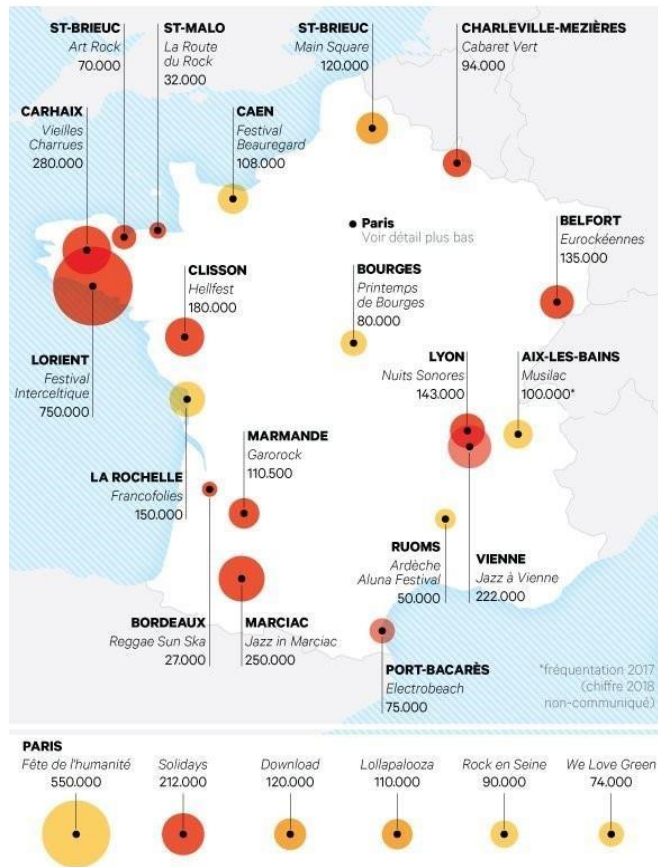 ST-BRIEUC
Art Rock
70.000
ST-MALO
La Route
du Rock
32.000
ST-BRIEUC
Main Square
120.000
CHARLEVILLE-MEZIÈRES
Cabaret Vert
94.000
CARHAIX
Vieilles
Charrues
280.000
CAEN
Festival
Beauregard
108.000
Paris
Voir détail plus bas
BELFORT
Eurockéennes
135.000
CLISSON
Hellfest
180.000
BOURGES
Printemps
de Bourges
80.000
LORIENT
Festival
Interceltique
750.000
LYON
Nuits Sonores
143.000
AIX-LES-BAINS
Musilac
100.000*
MARMANDE
Garorock
110.500
LA ROCHELLE
Francofolies
150.000
RUOMS
Ardèche
Aluna Festival
50.000
VIENNE
Jazz à Vienne
222.000
BORDEAUX
Reggae Sun Ska
27.000
MARCIAC
Jazz in Marciac
250.000
PORT-BACARÈS
Electrobeach
75.000
*fréquentation 2017
(chiffre 2018
non-communiqué)
PARIS
Fête de l'humanité
550.000
Solidays
212.000
Download
120.000
Lollapalooza
110.000
Rock en Seine
90.000
We Love Green
74.000